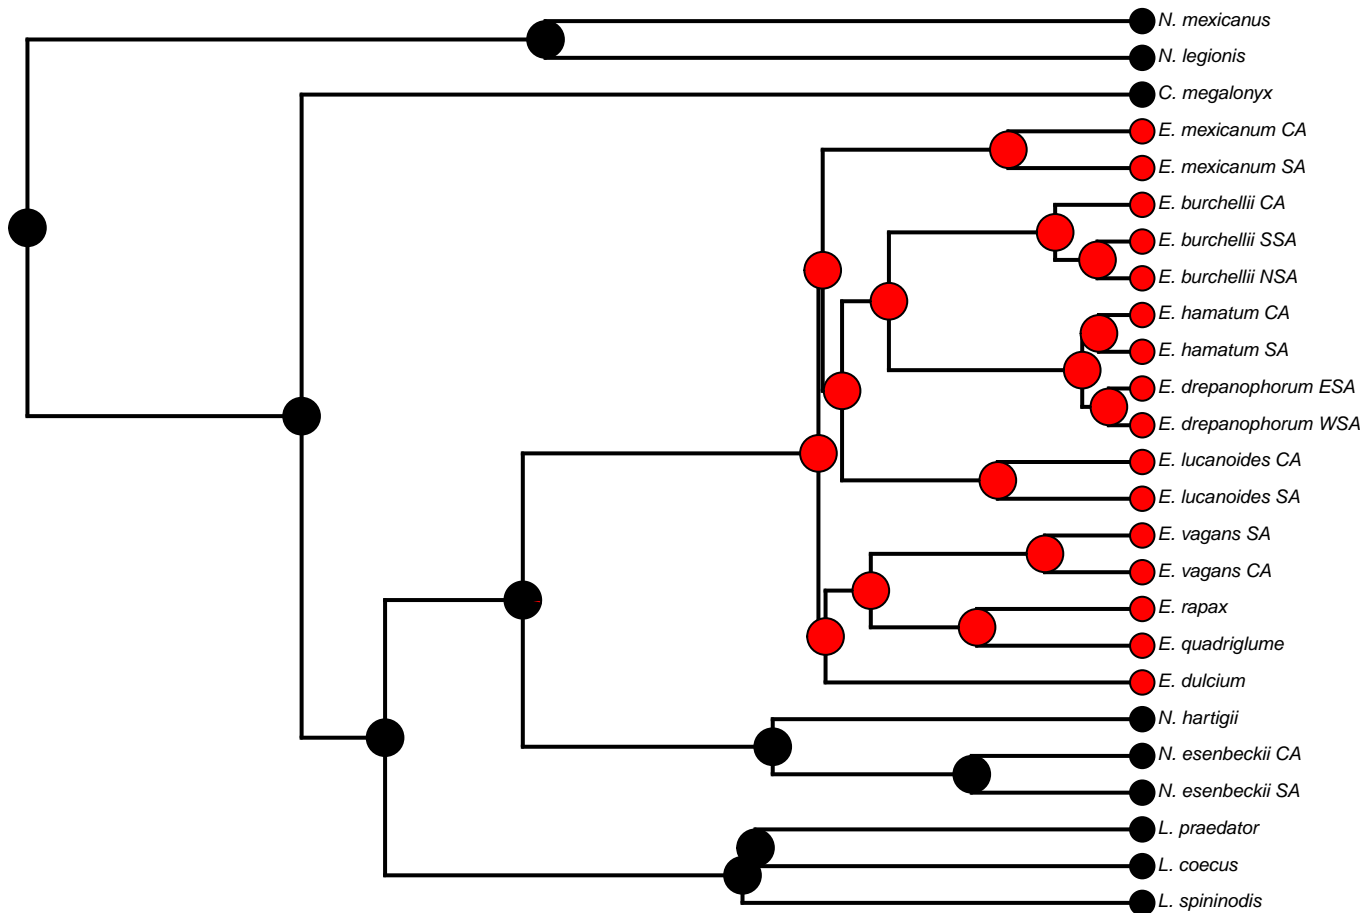 N. mexicanus
N. legionis
C. megalonyx
E. mexicanum CA
E. mexicanum SA
E. burchellii CA
E. burchellii SSA
E. burchellii NSA
E. hamatum CA
E. hamatum SA
E. drepanophorum ESA
E. drepanophorum WSA
E. lucanoides CA
E. lucanoides SA
E. vagans SA
E. vagans CA
E. rapax
E. quadriglume
E. dulcium
N. hartigii
N. esenbeckii CA
N. esenbeckii SA
L. praedator
L. coecus
L. spininodis